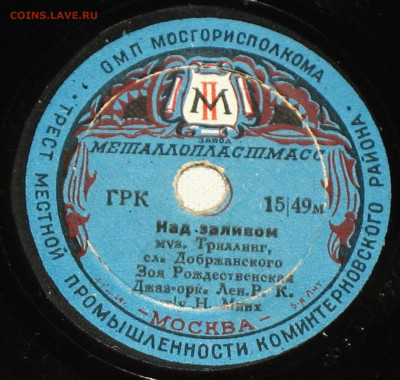 COINS.LAVE.RU
ОМП МОСГОРИСПОЛКОМА
"ТРЕСТ МЕСТНОЙ ПРОМЫШЛЕННОСТИ КОМИНТЕРНОВСКОГО РАЙОНА"
ЗАВОД
МЕТАЛЛОПЛАСТМАСС
ГРК 15/49м
Над-заливом
муз. Триллинг,
сл. Добржанского
Зоя Рождественская
Джаз-орк. Лен. Р. К.
п/у Н. Минх
-МОСКВА-